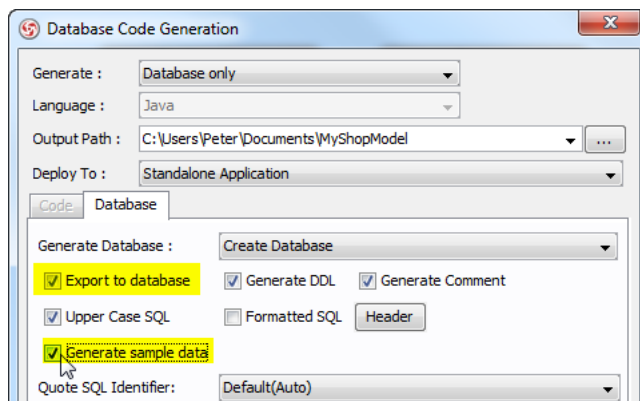 Database Code Generation
Generate : Database only
Language : Java
Output Path : C:\Users\Peter\Documents\MyShopModel ...
Deploy To : Standalone Application
Code Database
Generate Database : Create Database
Export to database Generate DDL Generate Comment
Upper Case SQL Formatted SQL Header
Generate sample data
Quote SQL Identifier: Default(Auto)